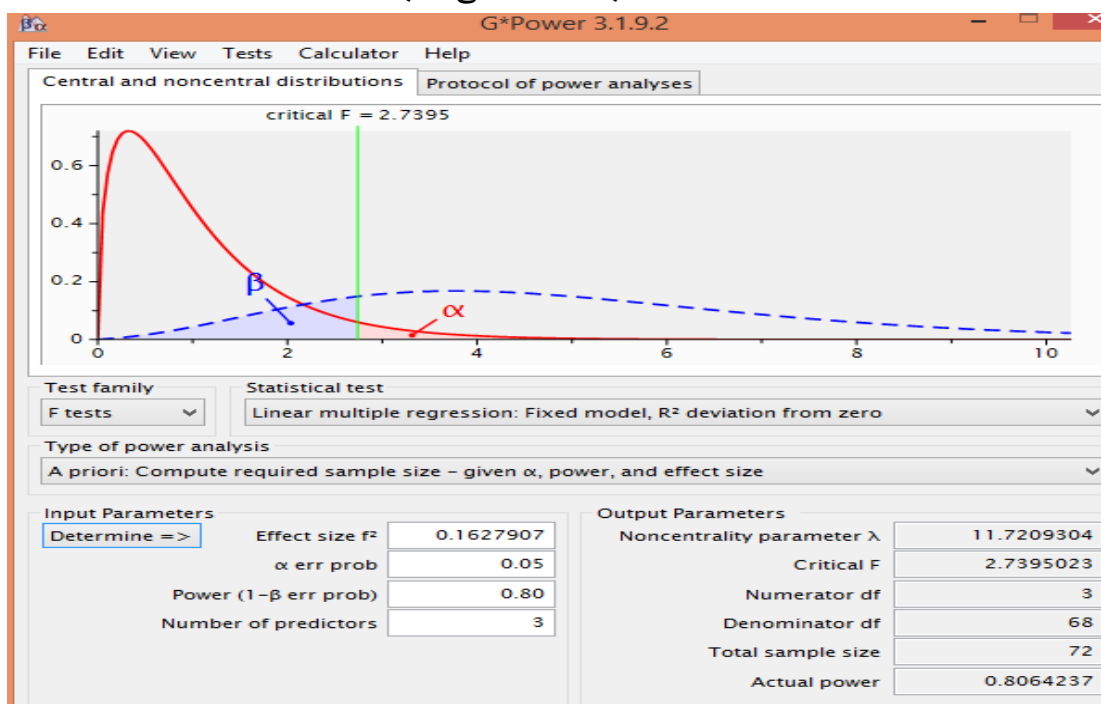 βα G*Power 3.1.9.2
File Edit View Tests Calculator Help
Central and noncentral distributions Protocol of power analyses
critical F = 2.7395
0.6
0.4
0.2
0
β
α
0 2 4 6 8 10
Test family Statistical test
F tests Linear multiple regression: Fixed model, R² deviation from zero
Type of power analysis
A priori: Compute required sample size – given α, power, and effect size
Input Parameters Output Parameters
Determine => Effect size f² 0.1627907 Noncentrality parameter λ 11.7209304
α err prob 0.05 Critical F 2.7395023
Power (1-β err prob) 0.80 Numerator df 3
Number of predictors 3 Denominator df 68
Total sample size 72
Actual power 0.8064237